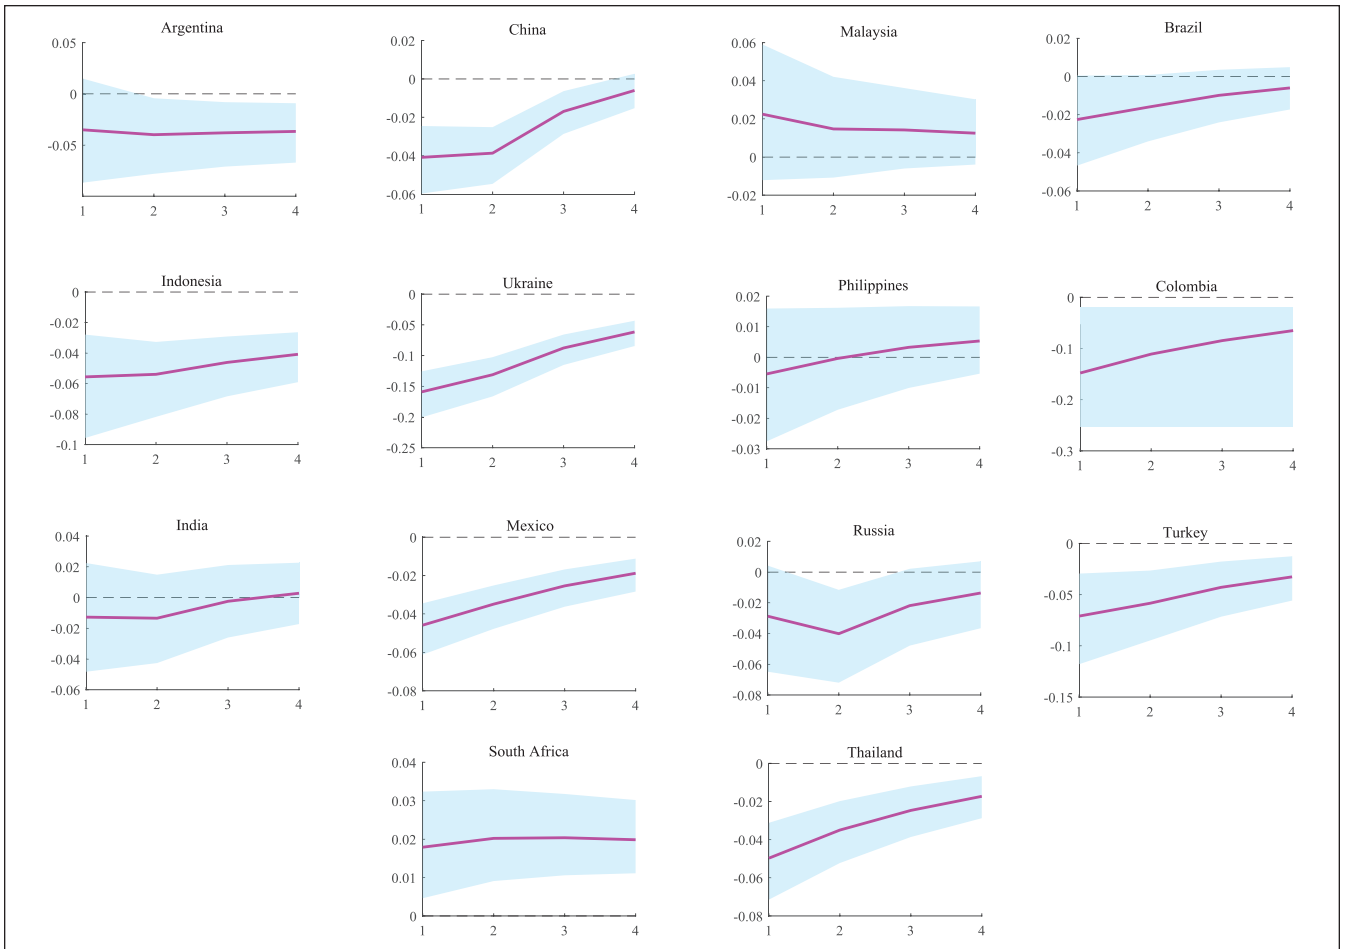 Argentina
0.05
0
-0.05
1 2 3 4
China
0.02
0
-0.02
-0.04
-0.06
1 2 3 4
Malaysia
0.06
0.04
0.02
0
-0.02
1 2 3 4
Brazil
0.02
0
-0.02
-0.04
-0.06
1 2 3 4
Indonesia
0
-0.02
-0.04
-0.06
-0.08
-0.1
1 2 3 4
Ukraine
0
-0.05
-0.1
-0.15
-0.2
-0.25
1 2 3 4
Philippines
0.02
0.01
0
-0.01
-0.02
-0.03
1 2 3 4
Colombia
0
-0.1
-0.2
-0.3
1 2 3 4
India
0.04
0.02
0
-0.02
-0.04
-0.06
1 2 3 4
Mexico
0
-0.02
-0.04
-0.06
-0.08
1 2 3 4
Russia
0.02
0
-0.02
-0.04
-0.06
-0.08
1 2 3 4
Turkey
0
-0.05
-0.1
-0.15
1 2 3 4
South Africa
0.04
0.03
0.02
0.01
0
1 2 3 4
Thailand
0
-0.02
-0.04
-0.06
-0.08
1 2 3 4